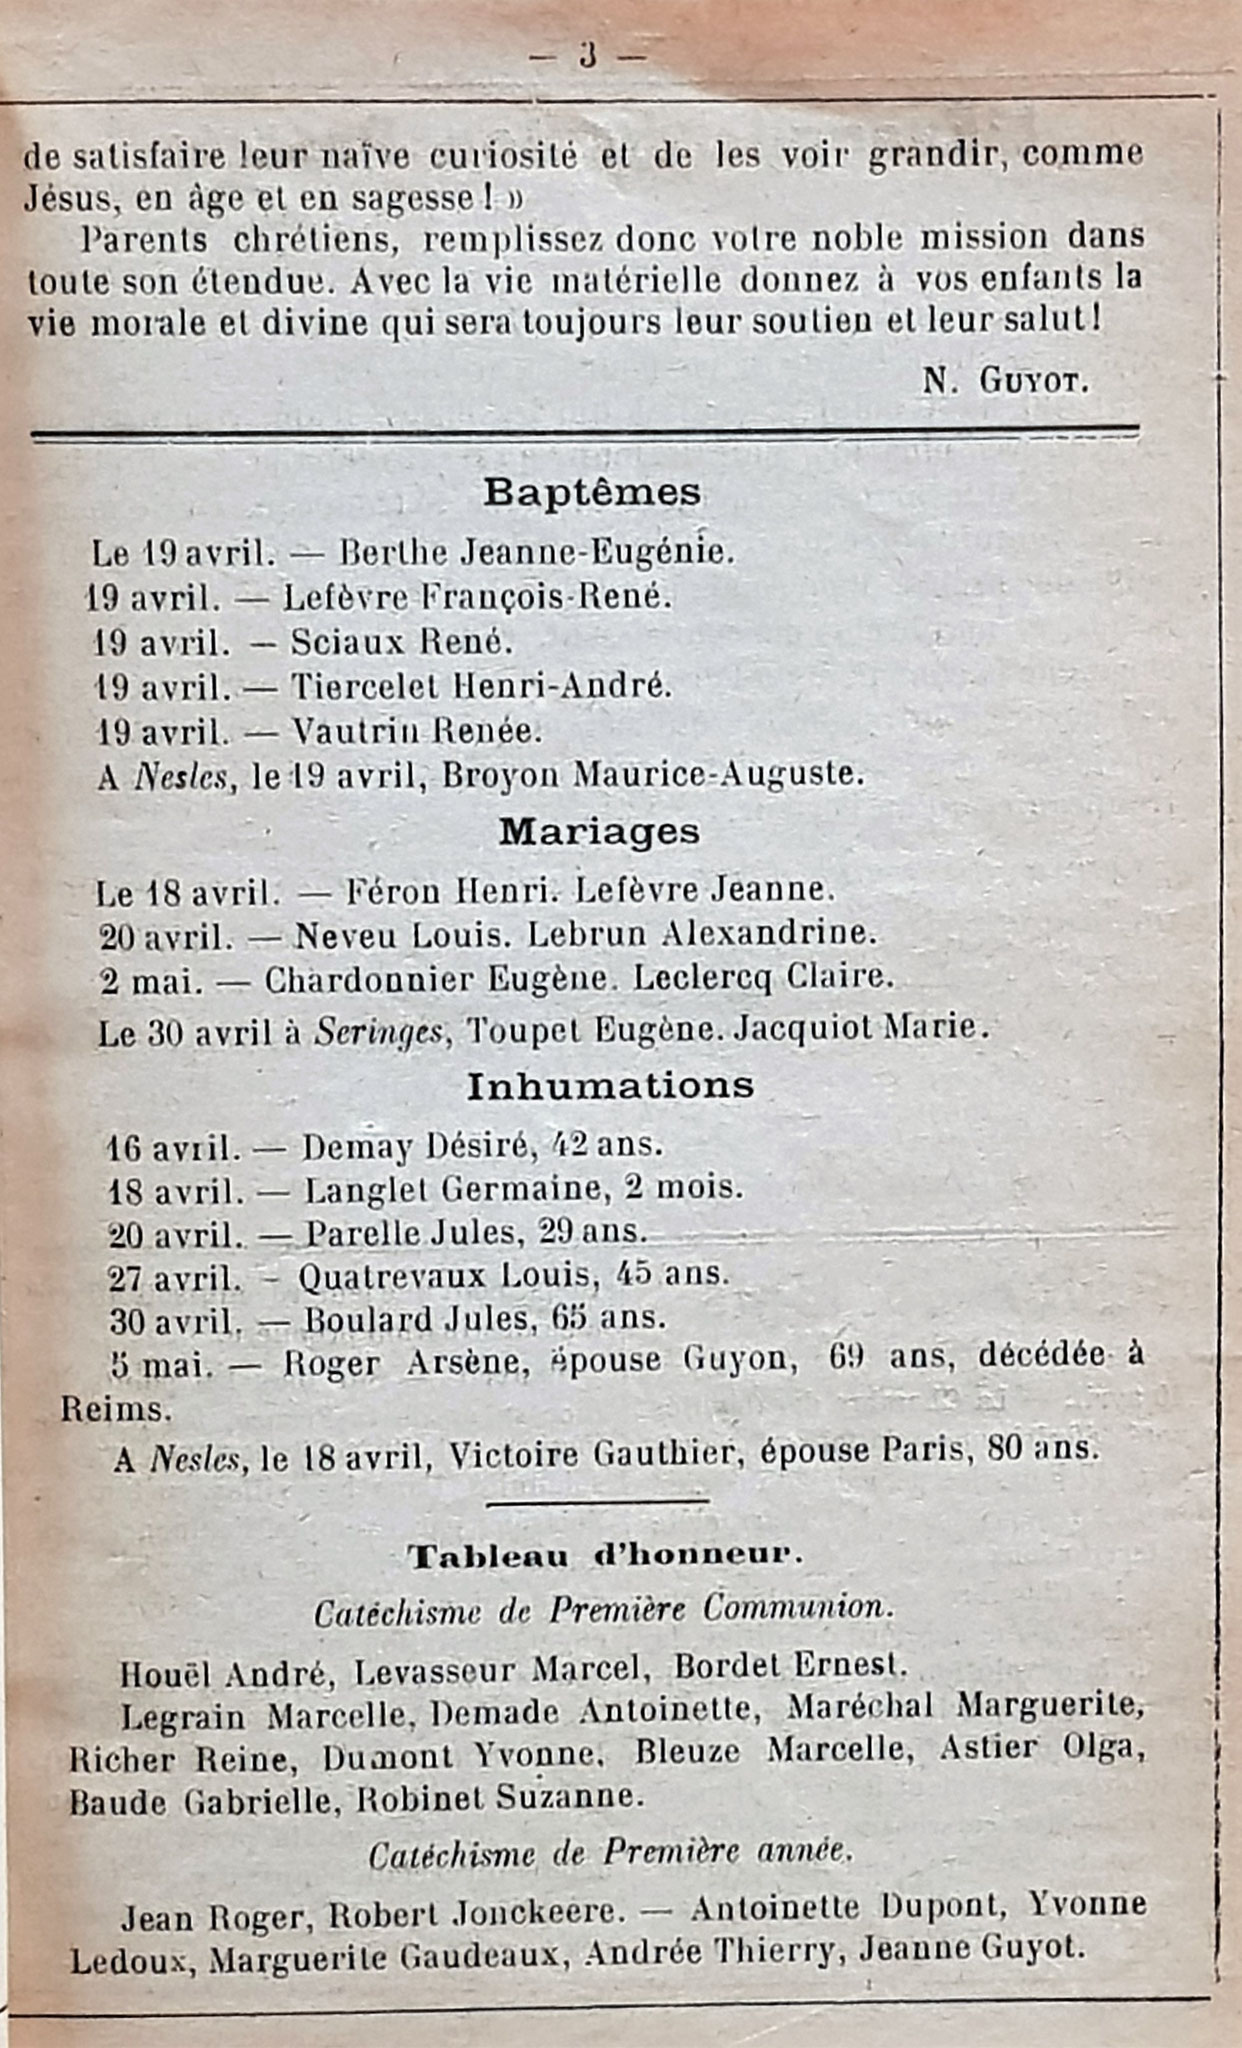 — 3 —
de satisfaire leur naïve curiosité et de les voir grandir, comme
Jésus, en âge et en sagesse ! »
Parents chrétiens, remplissez donc votre noble mission dans
toute son étendue. Avec la vie matérielle donnez à vos enfants la
vie morale et divine qui sera toujours leur soutien et leur salut !
N. GUYOT.
Baptêmes
Le 19 avril. — Berthe Jeanne-Eugénie.
19 avril. — Lefèvre François-René.
19 avril. — Sciaux René.
19 avril. — Tiercelet Henri-André.
19 avril. — Vautrin Renée.
A Nesles, le 19 avril, Broyon Maurice-Auguste.
Mariages
Le 18 avril. — Féron Henri. Lefèvre Jeanne.
20 avril. — Neveu Louis. Lebrun Alexandrine.
2 mai. — Chardonnier Eugène. Leclercq Claire.
Le 30 avril à Seringes, Toupet Eugène. Jacquiot Marie.
Inhumations
16 avril. — Demay Désiré, 42 ans.
18 avril. — Langlet Germaine, 2 mois.
20 avril. — Parelle Jules, 29 ans.
27 avril. – Quatrevaux Louis, 45 ans.
30 avril. — Boulard Jules, 65 ans.
5 mai. — Roger Arsène, épouse Guyon, 69 ans, décédée à
Reims.
A Nesles, le 18 avril, Victoire Gauthier, épouse Paris, 80 ans.
Tableau d'honneur.
Catéchisme de Première Communion.
Houël André, Levasseur Marcel, Bordet Ernest.
Legrain Marcelle, Demade Antoinette, Maréchal Marguerite,
Richer Reine, Dumont Yvonne, Bleuze Marcelle, Astier Olga,
Baude Gabrielle, Robinet Suzanne.
Catéchisme de Première année.
Jean Roger, Robert Jonckeere. — Antoinette Dupont, Yvonne
Ledoux, Marguerite Gaudeaux, Andrée Thierry, Jeanne Guyot.